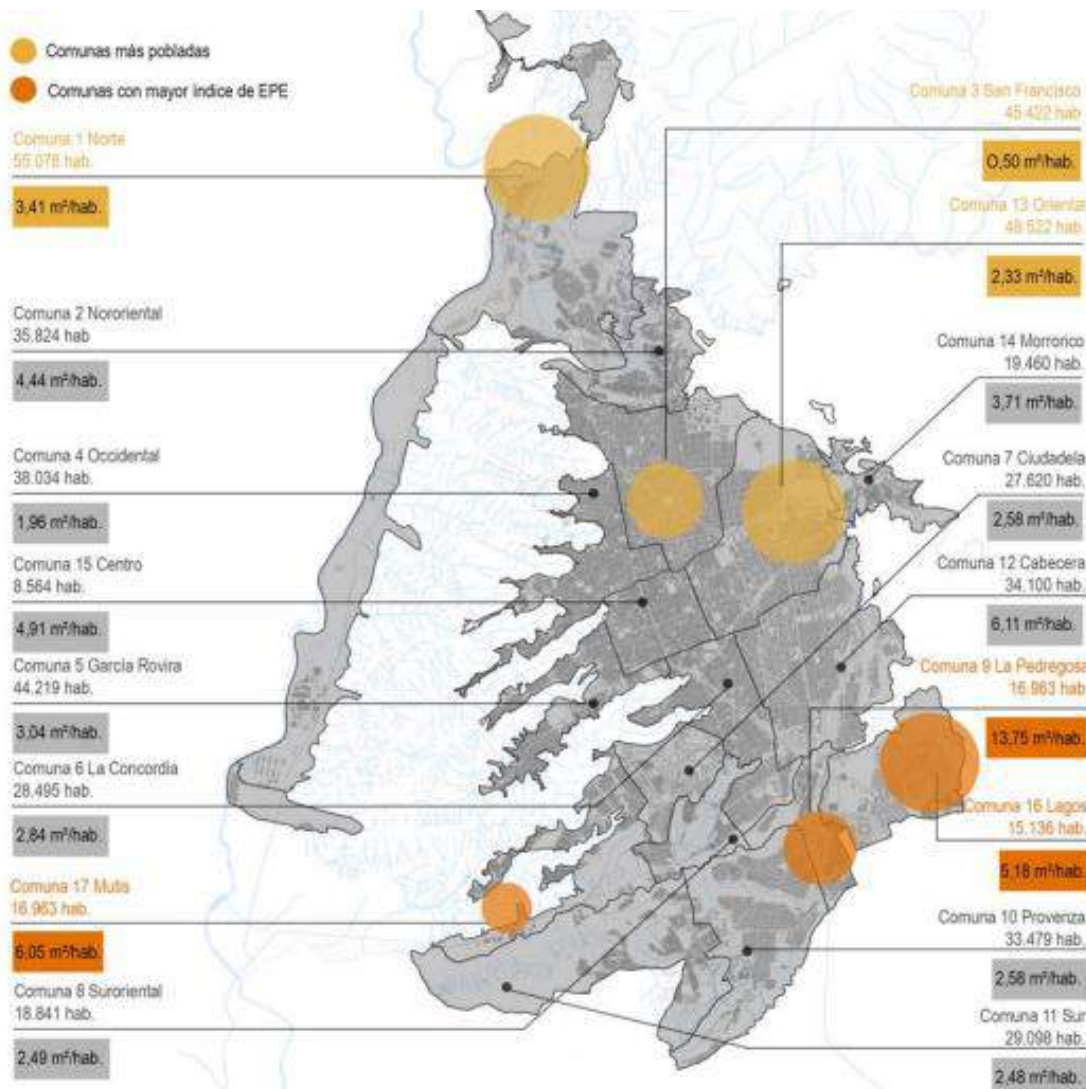 Comunas más pobladas
Comunas con mayor índice de EPE
Comuna 1 Norte
55.078 hab.
3,41 m²/hab.
Comuna 2 Nororiental
35.824 hab
4,44 m²/hab.
Comuna 4 Occidental
38.034 hab.
1,96 m²/hab.
Comuna 15 Centro
8.564 hab.
4,91 m²/hab.
Comuna 5 García Rovira
44.219 hab.
3,04 m²/hab.
Comuna 6 La Concordia
28.495 hab.
2,84 m²/hab.
Comuna 17 Mutis
16.963 hab.
6,05 m²/hab.
Comuna 8 Suroriental
18.841 hab.
2,49 m²/hab.
Comuna 3 San Francisco
45.422 hab
O,50 m²/hab.
Comuna 13 Oriental
48.522 hab
2,33 m²/hab.
Comuna 14 Morrorico
19.460 hab.
3,71 m²/hab.
Comuna 7 Ciudadela
27.620 hab.
2,58 m²/hab.
Comuna 12 Cabecera
34.100 hab.
6,11 m²/hab.
Comuna 9 La Pedregosa
16.963 hab
13,75 m²/hab.
Comuna 16 Lagos
15.136 hab.
5,18 m²/hab.
Comuna 10 Provenza
33.479 hab.
2,58 m²/hab.
Comuna 11 Sur
29.098 hab.
2,48 m²/hab.